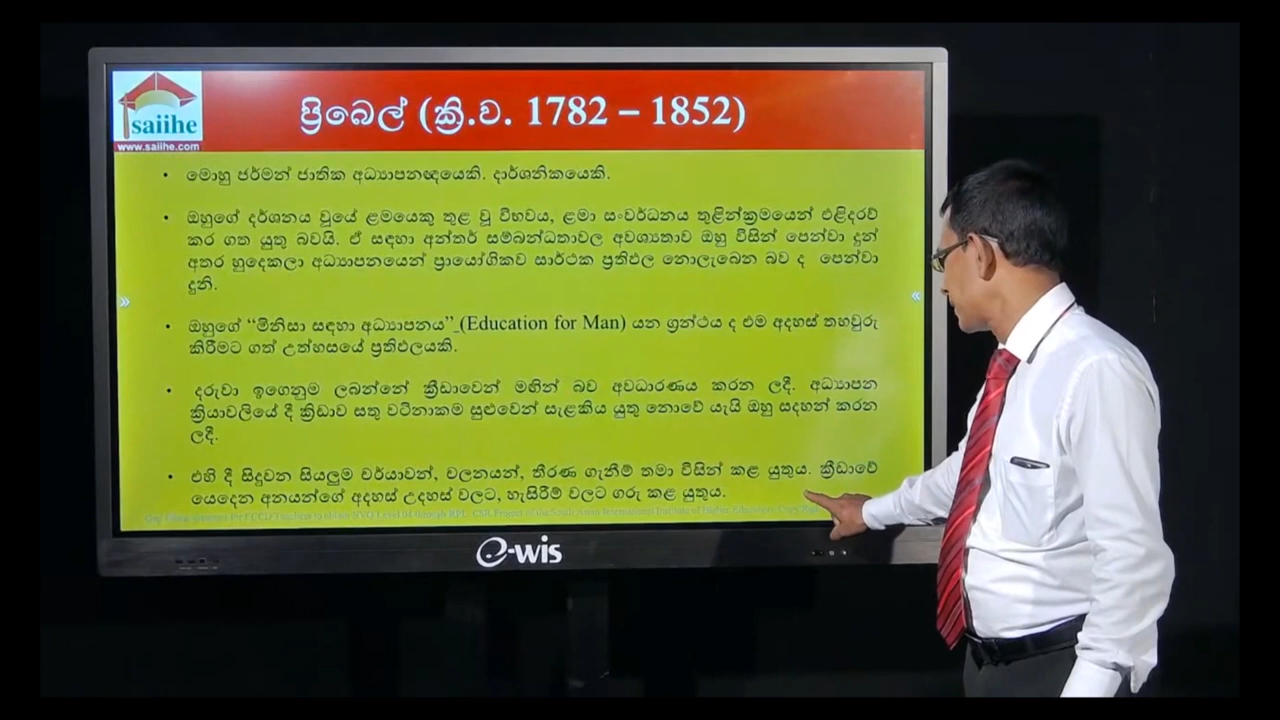 saiihe
www.saiihe.com
ප්‍රිබෙල් (ක්‍රි.ව. 1782 – 1852)
• මොහු ජර්මන් ජාතික අධ්‍යාපනඥයෙකි. දාර්ශනිකයෙකි.
• ඔහුගේ දර්ශනය වූයේ ළමයෙකු තුළ වූ විභවය, ළමා සංවර්ධනය තුළින්ක්‍රමයෙන් එළිදරව්
කර ගත යුතු බවයි. ඒ සඳහා අන්තර් සම්බන්ධතාවල අවශ්‍යතාව ඔහු විසින් පෙන්වා දුන්
අතර හුදෙකලා අධ්‍යාපනයෙන් ප්‍රායෝගිකව සාර්ථක ප්‍රතිඵල නොලැබෙන බව ද පෙන්වා
දුනි.
• ඔහුගේ “මිනිසා සඳහා අධ්‍යාපනය”_(Education for Man) යන ග්‍රන්ථය ද එම අදහස් තහවුරු
කිරීමට ගත් උත්හසයේ ප්‍රතිඵලයකි.
• දරුවා ඉගෙනුම ලබන්නේ ක්‍රීඩාවෙන් මඟින් බව අවධාරණය කරන ලදී. අධ්‍යාපන
ක්‍රියාවලියේ දී ක්‍රිඩාව සතු වටිනාකම සුළුවෙන් සැළකිය යුතු නොවේ යැයි ඔහු සදහන් කරන
ලදී.
• එහි දී සිදුවන සියලුම චර්යාවන්, චලනයන්, තීරණ ගැනීම් තමා විසින් කළ යුතුය. ක්‍රීඩාවේ
යෙදෙන අනයන්ගේ අදහස් උදහස් වලට, හැසිරීම් වලට ගරු කළ යුතුය.
e-wis